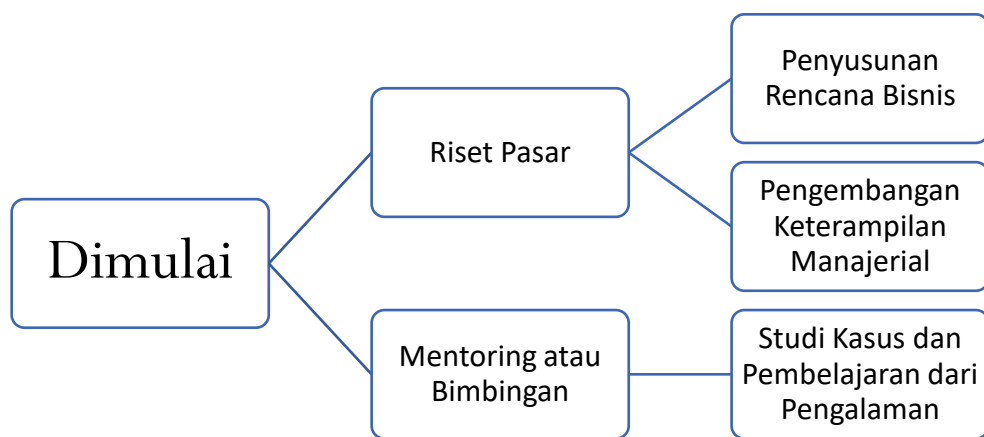 Dimulai
Riset Pasar
Penyusunan
Rencana Bisnis
Pengembangan
Keterampilan
Manajerial
Mentoring atau
Bimbingan
Studi Kasus dan
Pembelajaran dari
Pengalaman